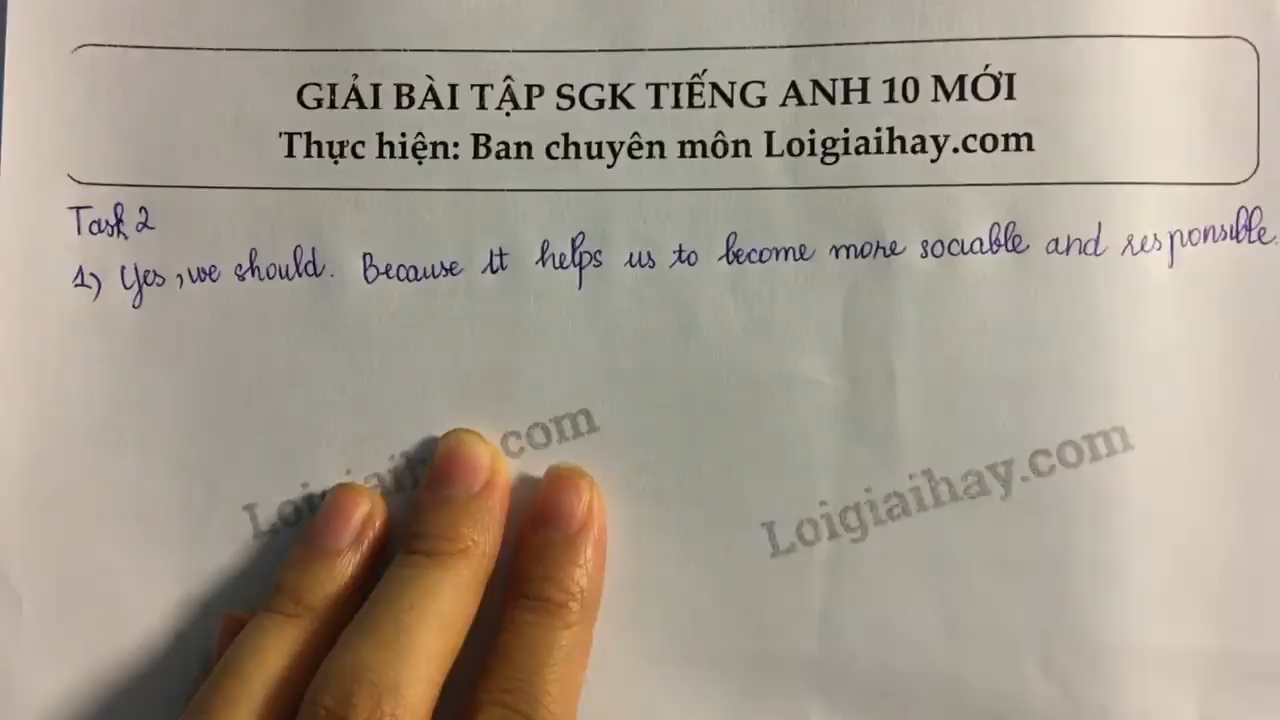 GIẢI BÀI TẬP SGK TIẾNG ANH 10 MỚI
Thực hiện: Ban chuyên môn Loigiaihay.com
Task 2
1) Yes, we should. Because it helps us to become more sociable and responsible.
com
Loigiaihay.com